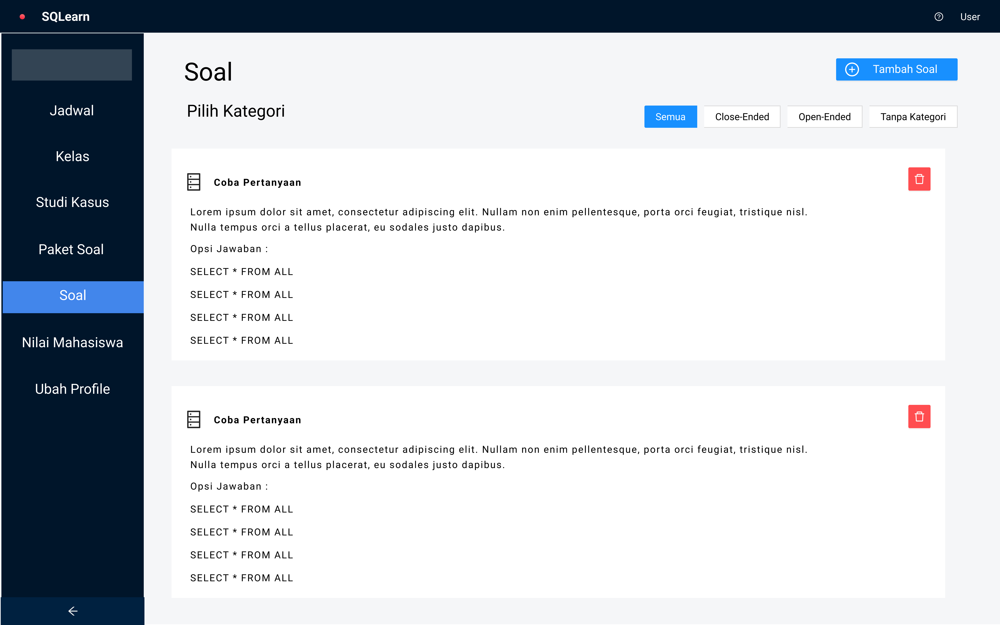 SQLearn
User
Jadwal
Kelas
Studi Kasus
Paket Soal
Soal
Nilai Mahasiswa
Ubah Profile
Soal
Tambah Soal
Pilih Kategori
Semua
Close-Ended
Open-Ended
Tanpa Kategori
Coba Pertanyaan
Lorem ipsum dolor sit amet, consectetur adipiscing elit. Nullam non enim pellentesque, porta orci feugiat, tristique nisl.
Nulla tempus orci a tellus placerat, eu sodales justo dapibus.
Opsi Jawaban :
SELECT * FROM ALL
SELECT * FROM ALL
SELECT * FROM ALL
SELECT * FROM ALL
Coba Pertanyaan
Lorem ipsum dolor sit amet, consectetur adipiscing elit. Nullam non enim pellentesque, porta orci feugiat, tristique nisl.
Nulla tempus orci a tellus placerat, eu sodales justo dapibus.
Opsi Jawaban :
SELECT * FROM ALL
SELECT * FROM ALL
SELECT * FROM ALL
SELECT * FROM ALL